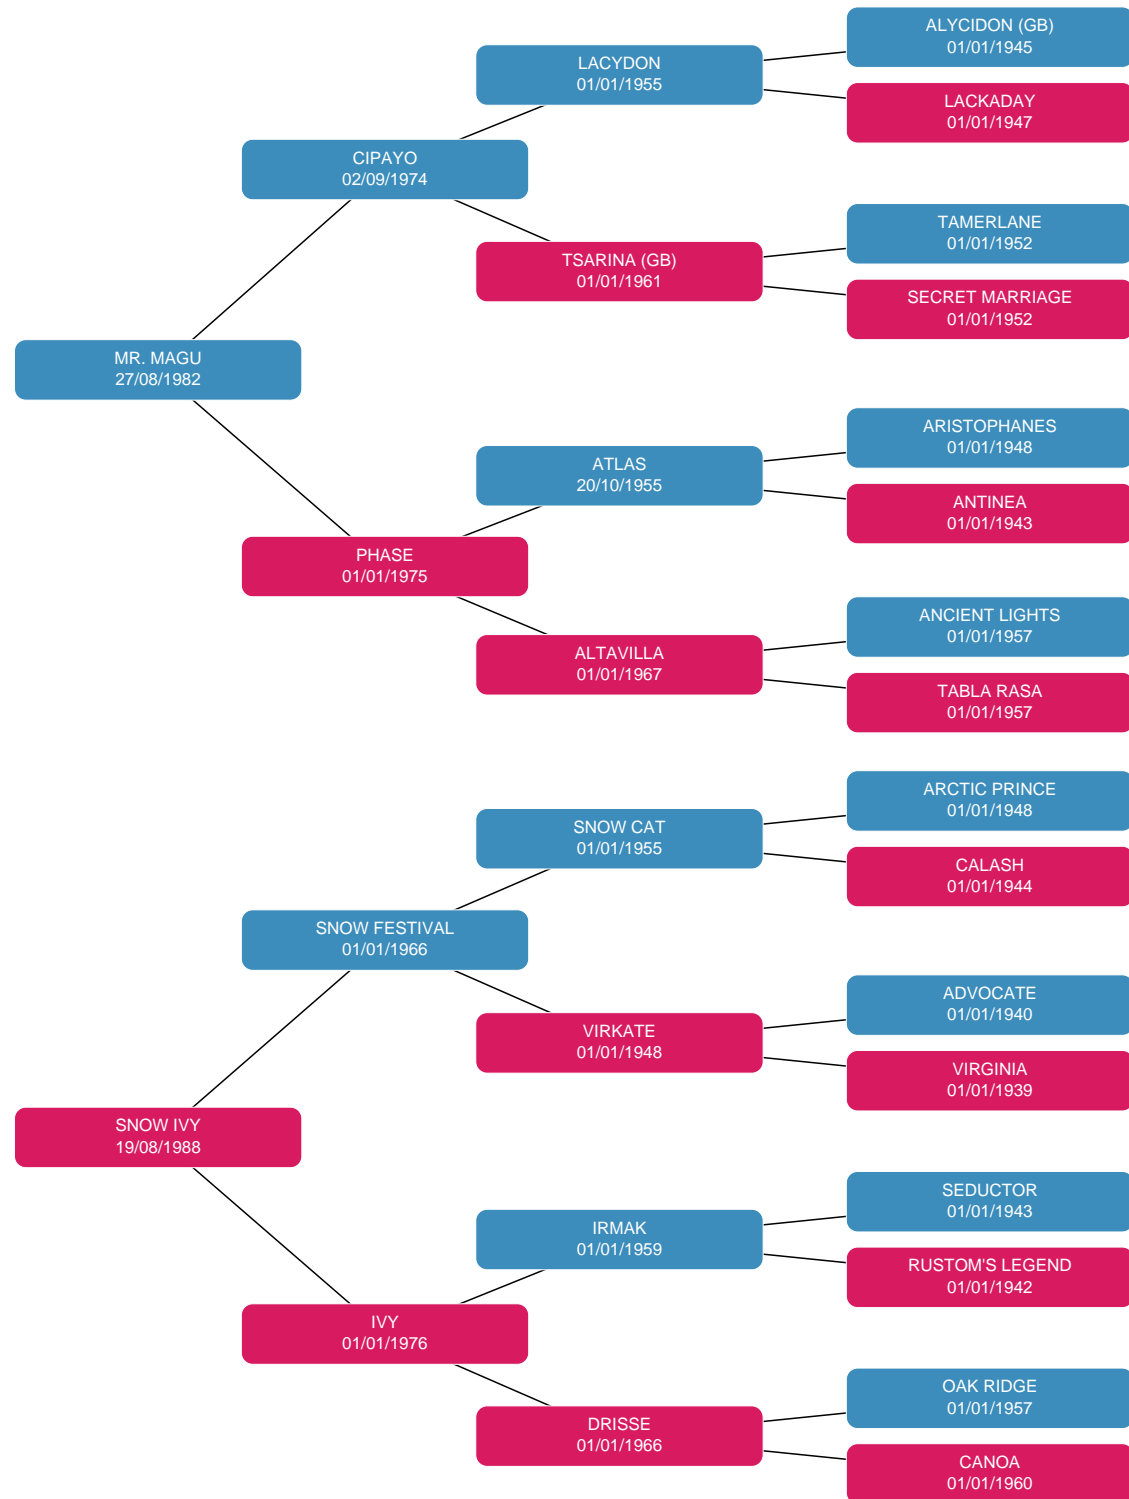 ALYCIDON (GB)
01/01/1945
LACYDON
01/01/1955
LACKADAY
01/01/1947
CIPAYO
02/09/1974
TAMERLANE
01/01/1952
TSARINA (GB)
01/01/1961
SECRET MARRIAGE
01/01/1952
MR. MAGU
27/08/1982
ARISTOPHANES
01/01/1948
ATLAS
20/10/1955
ANTINEA
01/01/1943
PHASE
01/01/1975
ANCIENT LIGHTS
01/01/1957
ALTAVILLA
01/01/1967
TABLA RASA
01/01/1957
ARCTIC PRINCE
01/01/1948
SNOW CAT
01/01/1955
CALASH
01/01/1944
SNOW FESTIVAL
01/01/1966
ADVOCATE
01/01/1940
VIRKATE
01/01/1948
VIRGINIA
01/01/1939
SNOW IVY
19/08/1988
SEDUCTOR
01/01/1943
IRMAK
01/01/1959
RUSTOM'S LEGEND
01/01/1942
IVY
01/01/1976
OAK RIDGE
01/01/1957
DRISSE
01/01/1966
CANOA
01/01/1960